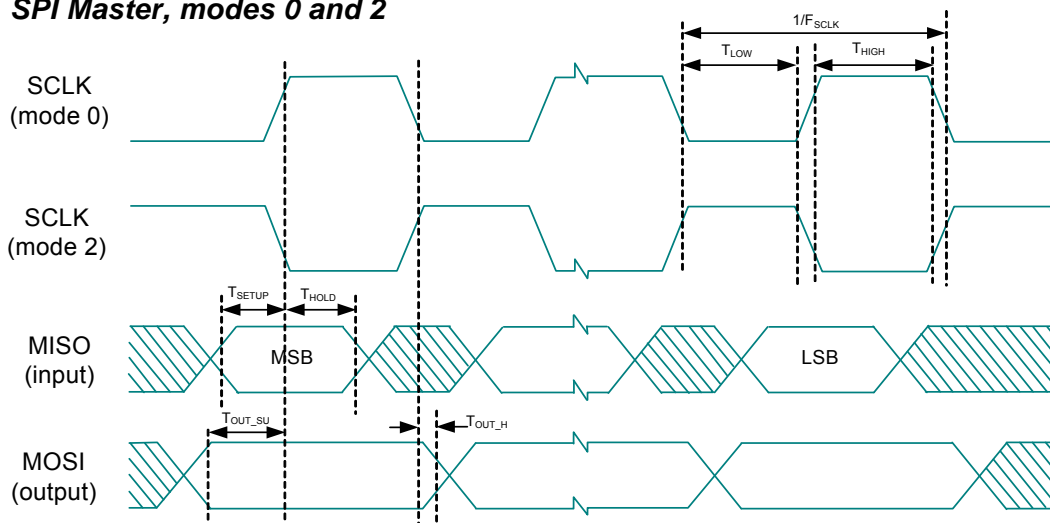 SPI Master, modes 0 and 2
1/FSCLK
TLOW
THIGH
SCLK
(mode 0)
SCLK
(mode 2)
TSETUP
THOLD
MISO
(input)
MSB
LSB
TOUT_SU
TOUT_H
MOSI
(output)